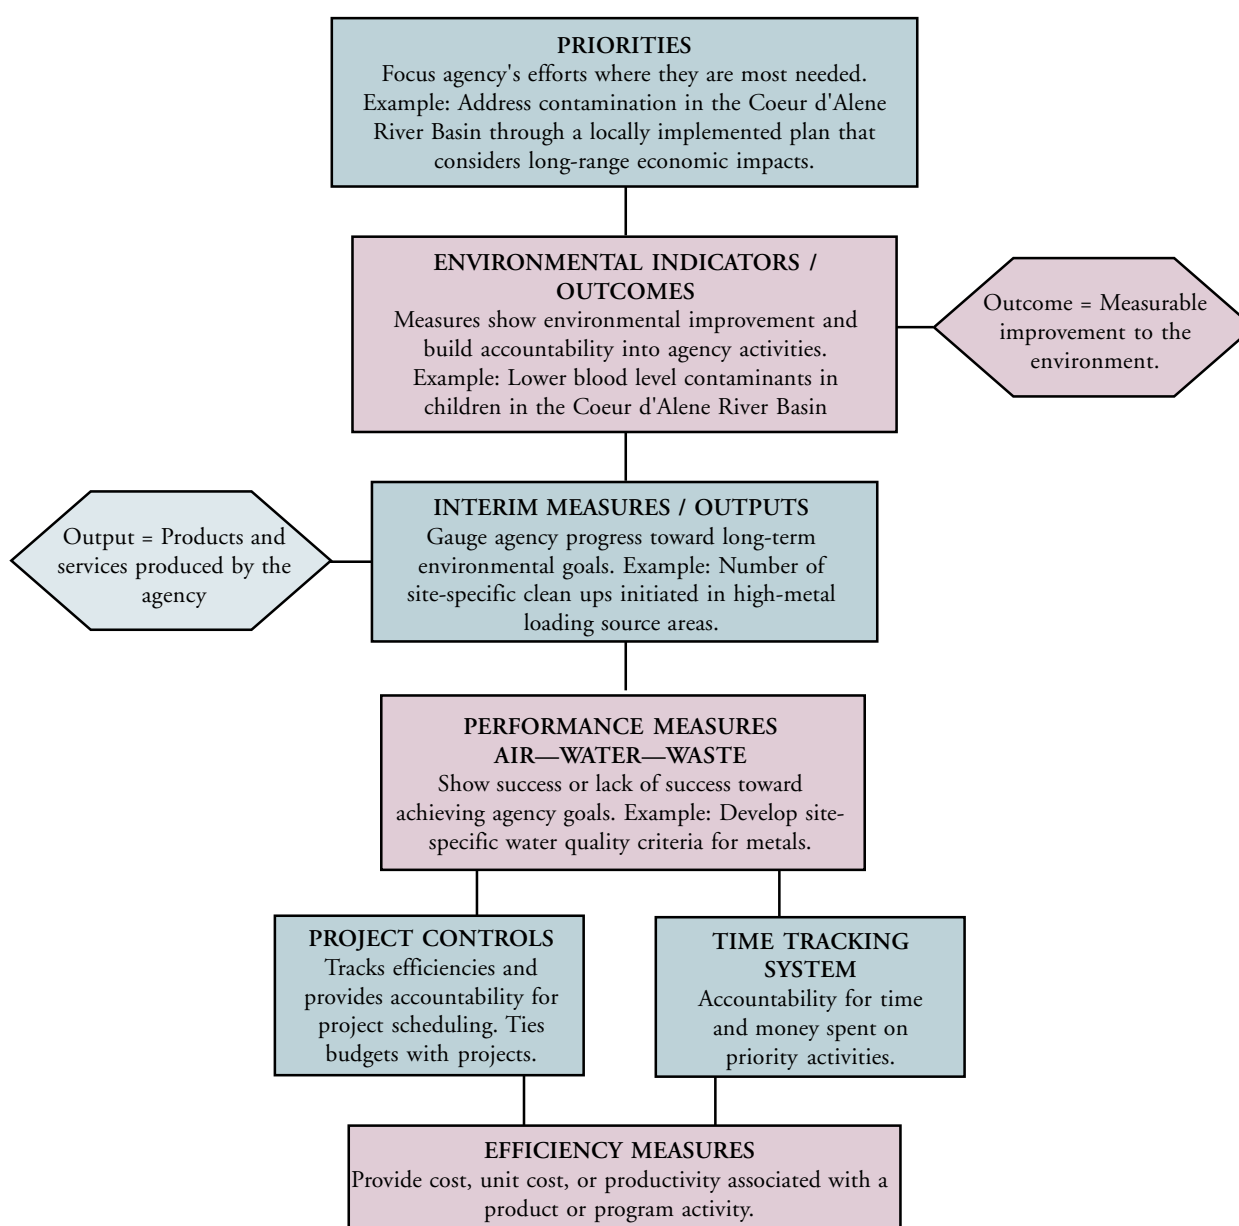 PRIORITIES
Focus agency's efforts where they are most needed.
Example: Address contamination in the Coeur d'Alene
River Basin through a locally implemented plan that
considers long-range economic impacts.
ENVIRONMENTAL INDICATORS /
OUTCOMES
Measures show environmental improvement and
build accountability into agency activities.
Example: Lower blood level contaminants in
children in the Coeur d'Alene River Basin
Outcome = Measurable
improvement to the
environment.
INTERIM MEASURES / OUTPUTS
Gauge agency progress toward long-term
environmental goals. Example: Number of
site-specific clean ups initiated in high-metal
loading source areas.
Output = Products and
services produced by the
agency
PERFORMANCE MEASURES
AIR—WATER—WASTE
Show success or lack of success toward
achieving agency goals. Example: Develop site-
specific water quality criteria for metals.
PROJECT CONTROLS
Tracks efficiencies and
provides accountability for
project scheduling. Ties
budgets with projects.
TIME TRACKING
SYSTEM
Accountability for time
and money spent on
priority activities.
EFFICIENCY MEASURES
Provide cost, unit cost, or productivity associated with a
product or program activity.